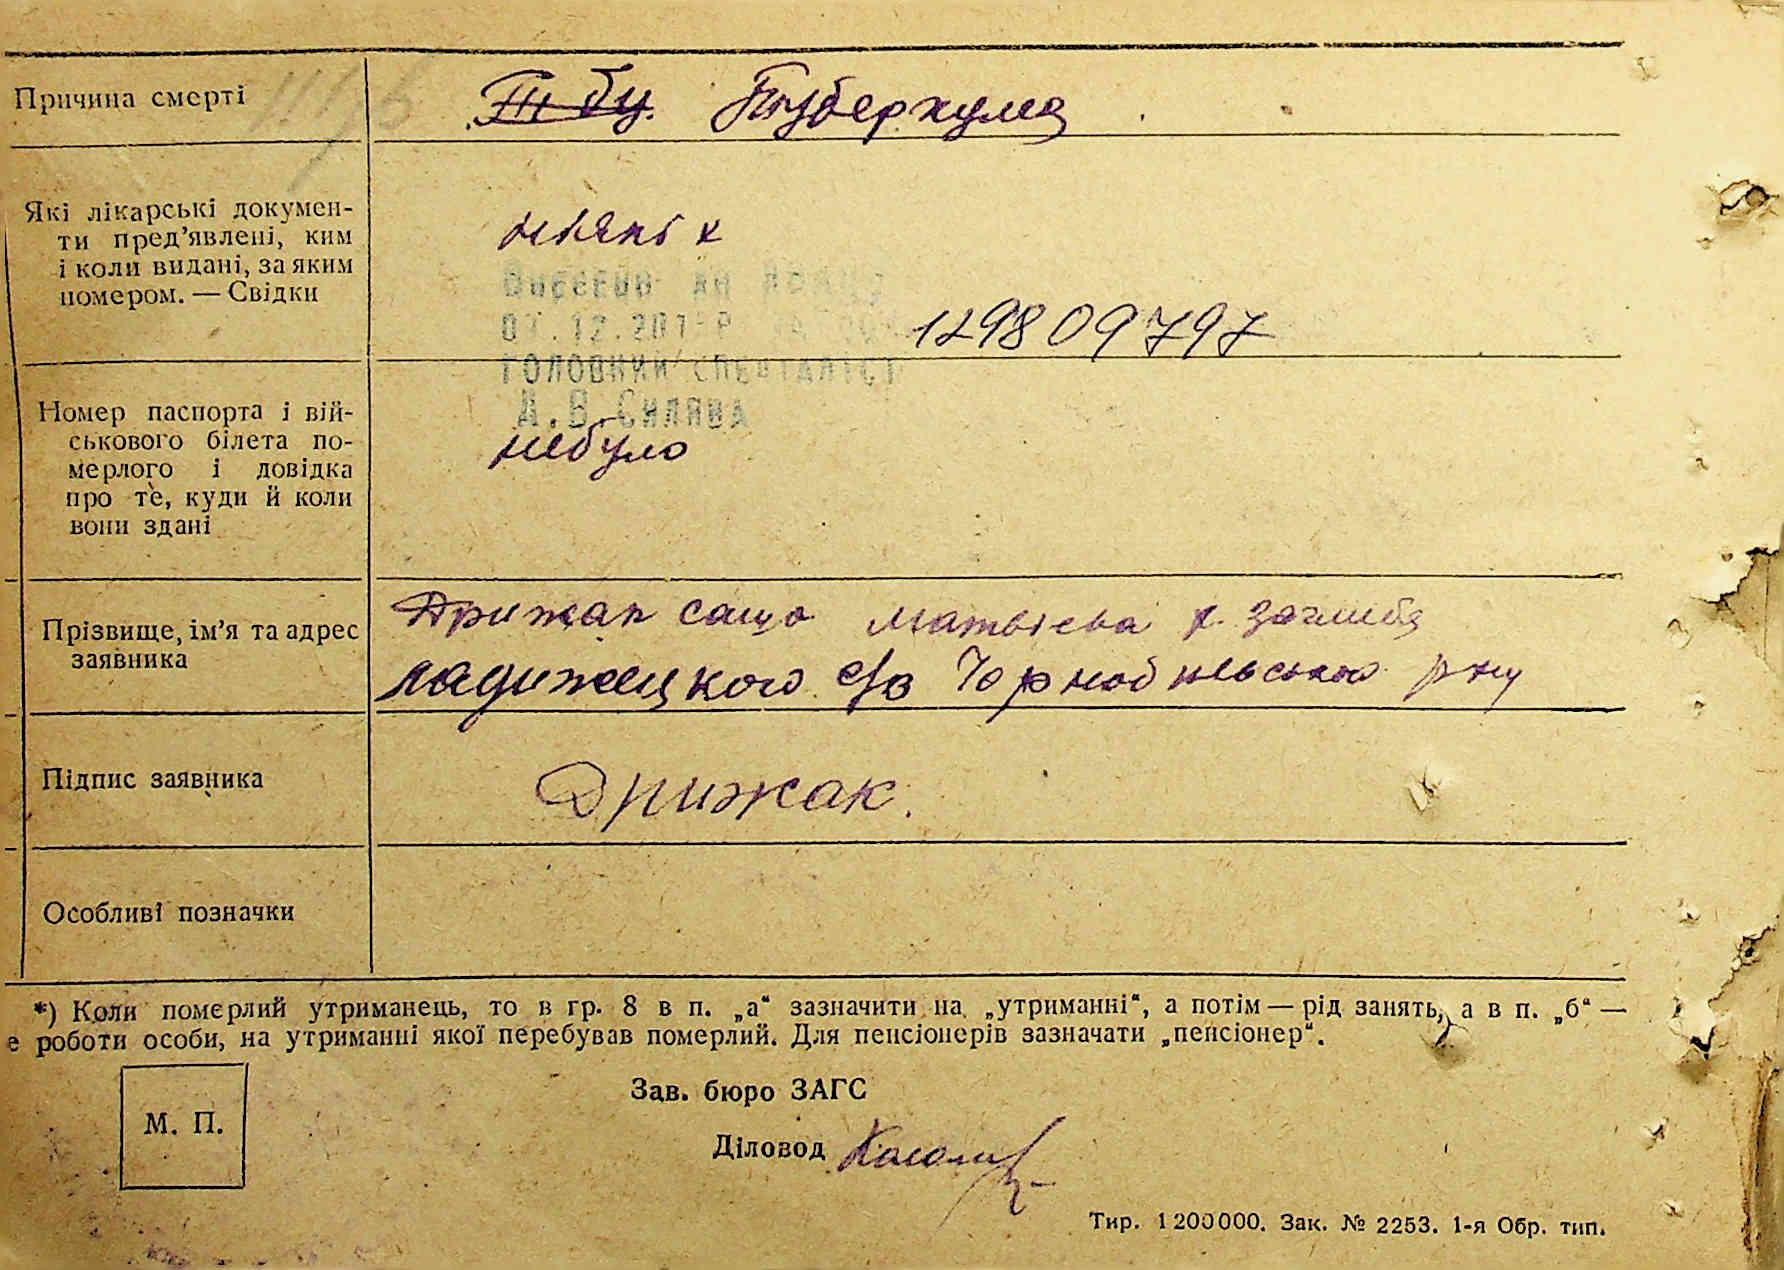 Причина смерті
Туберкулез
Які лікарські докумен-
ти пред’явлені, ким
і коли видані, за яким
номером. — Свідки
129809797
ГОЛОВНИЙ СПЕЦІАЛІСТ
Номер паспорта і вій-
ськового білета по-
мерлого і довідка
про те, куди й коли
вони здані
небуло
Прізвище, ім’я та адрес
заявника
Дрижак
ладижецкого с/в Чорнобильського р-ну
Підпис заявника
Дрижак.
Особливі позначки
*) Коли померлий утриманець, то в гр. 8 в п. „а“ зазначити на „утриманні“, а потім — рід занять, а в п. „б“ —
е роботи особи, на утриманні якої перебував померлий. Для пенсіонерів зазначати „пенсіонер“.
М. П.
Зав. бюро ЗАГС
Діловод
Тир. 1200000. Зак. № 2253. 1-я Обр. тип.